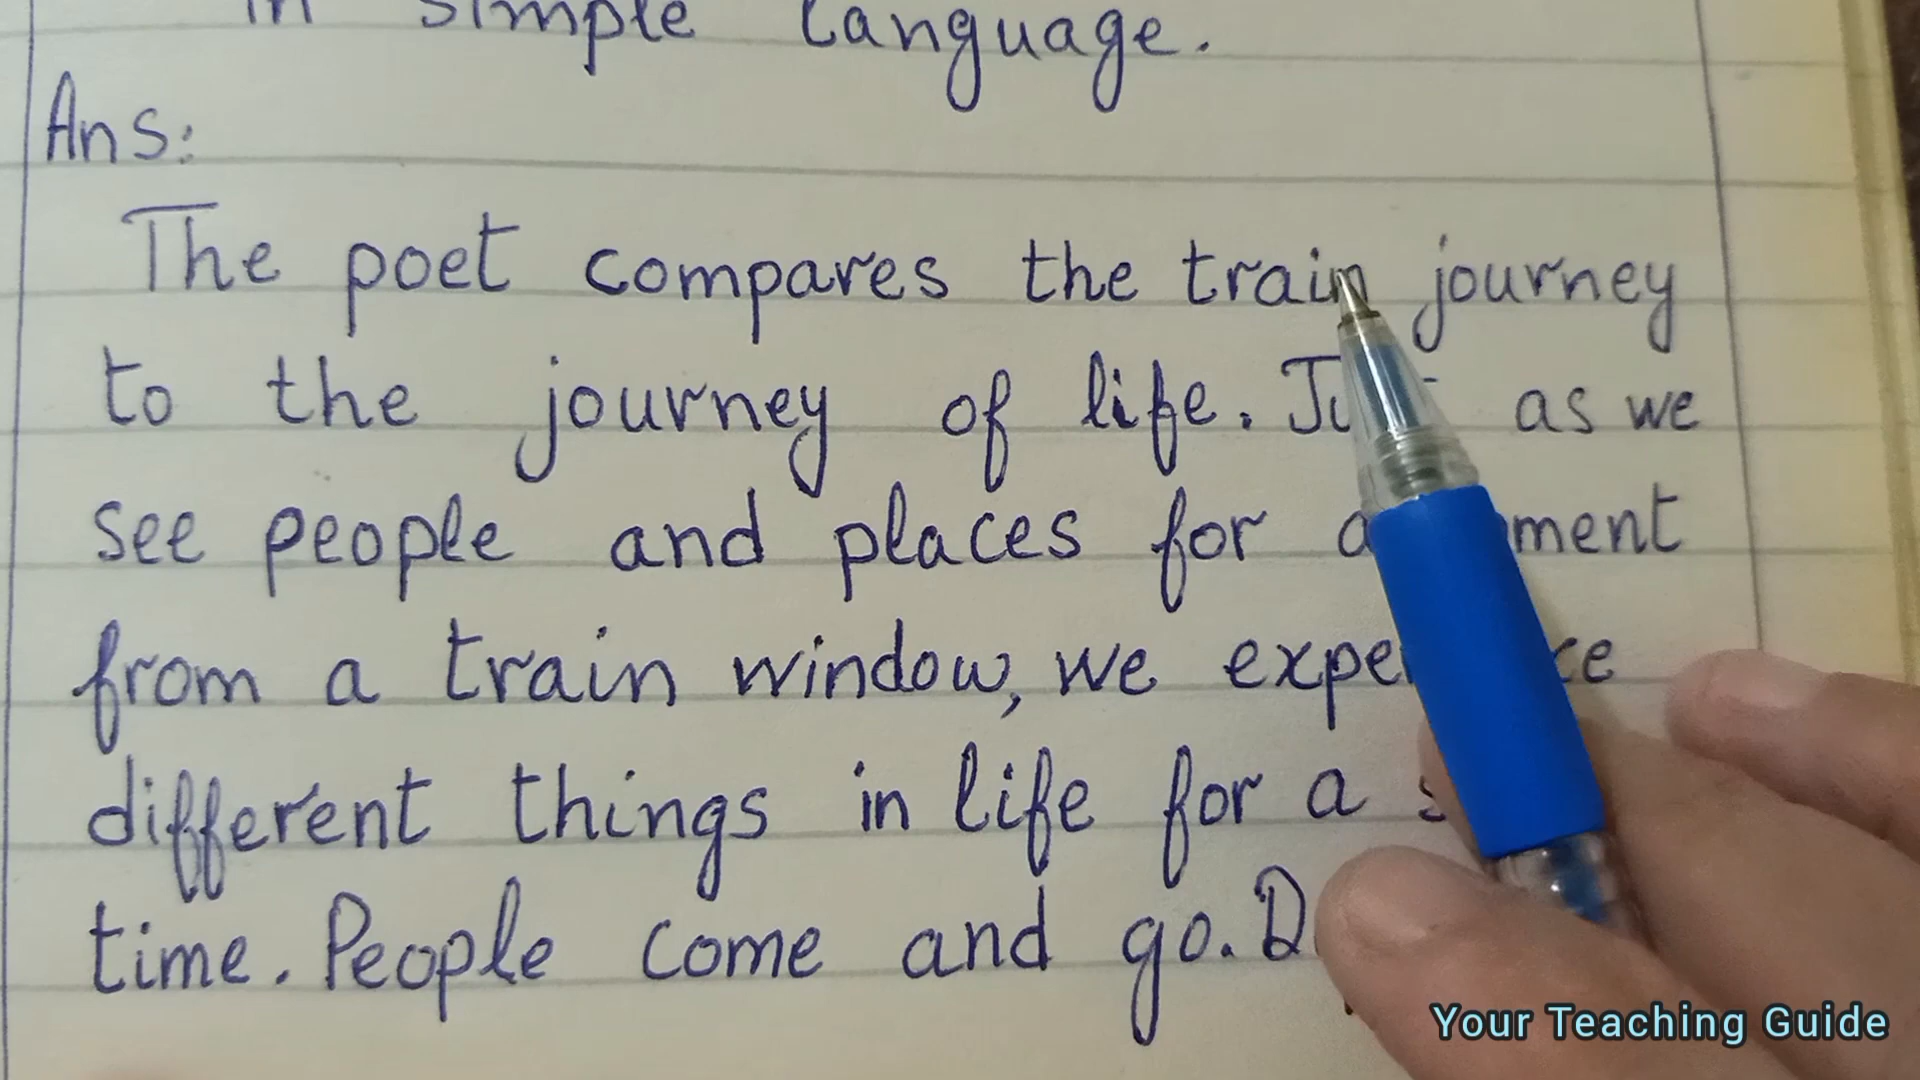 in simple language.
Ans:
The poet compares the train journey
to the journey of life. as we
see people and places for a
from a train window, we
different things in life for a
time. People come and go.
Your Teaching Guide